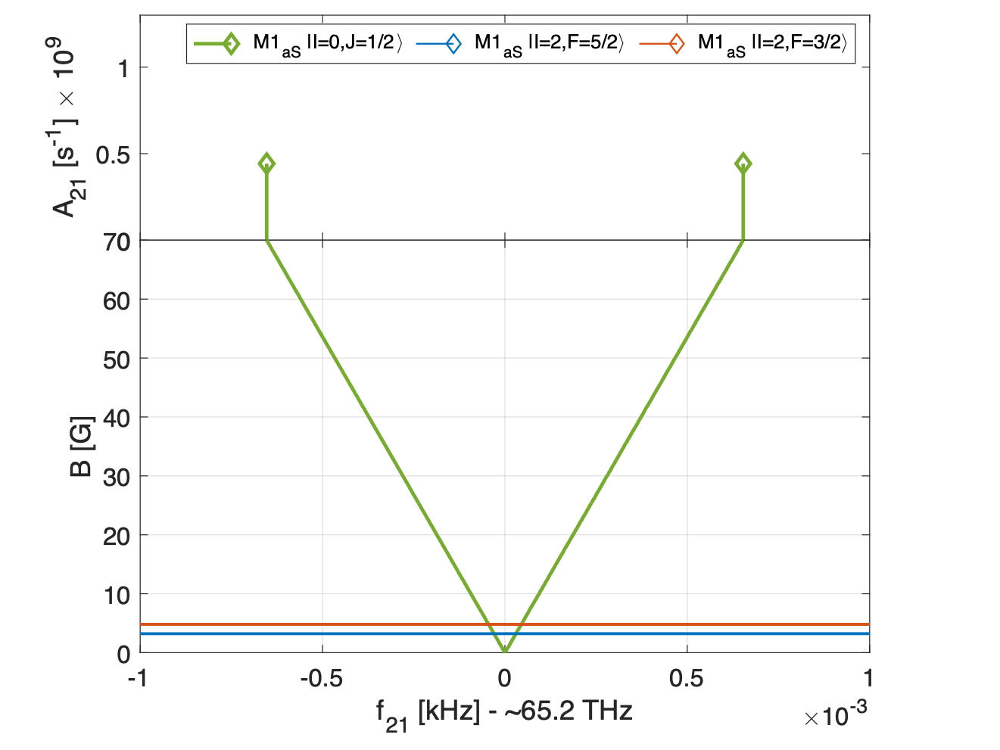 M1aS |I=0,J=1/2⟩ M1aS |I=2,F=5/2⟩ M1aS |I=2,F=3/2⟩
A21 [s-1] × 10^9
1
0.5
70
60
50
40
30
20
10
0
B [G]
-1 -0.5 0 0.5 1
f21 [kHz] - ~65.2 THz
×10-3